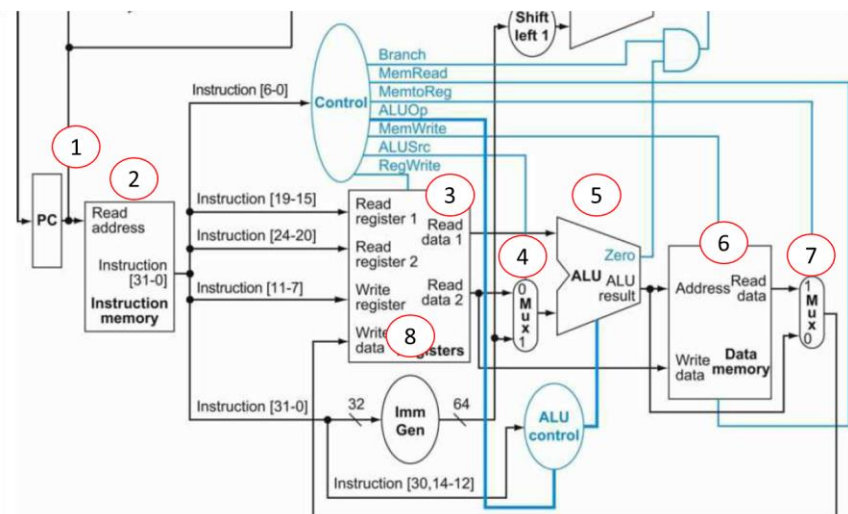 Shift
left 1
Branch
MemRead
Instruction [6-0]
Control
MemtoReg
ALUOp
MemWrite
ALUSrc
RegWrite
1
2
3
4
5
6
7
8
PC
Read
address
Instruction
[31-0]
Instruction
memory
Instruction [19-15]
Instruction [24-20]
Instruction [11-7]
Read
register 1
Read
data 1
Read
register 2
Write
register
Read
data 2
data
0
M
u
x
1
Zero
ALU
ALU
result
Address
Read
data
Write
data
Data
memory
1
M
u
x
0
Instruction [31-0]
32
Imm
Gen
64
ALU
control
Instruction [30,14-12]